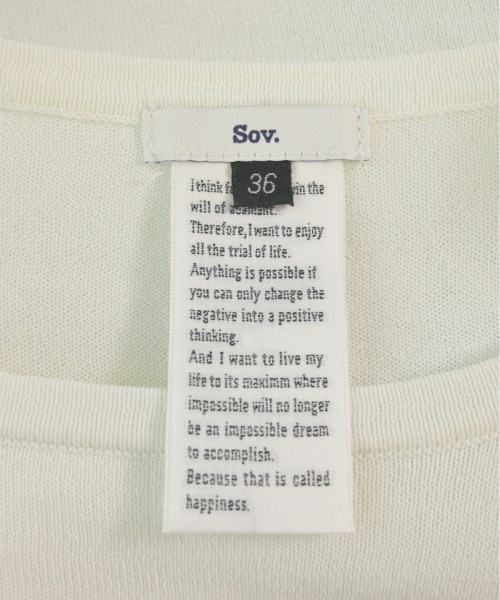 Sov.
36
I think in the
will of adamant.
Therefore, I want to enjoy
all the trial of life.
Anything is possible if
you can only change the
negative into a positive
thinking.
And I want to live my
life to its maximm where
impossible will no longer
be an impossible dream
to accomplish.
Because that is called
happiness.